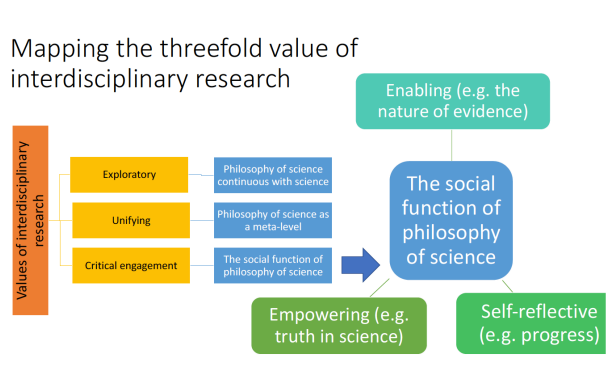 Mapping the threefold value of
interdisciplinary research
Values of interdisciplinary
research
Exploratory
Philosophy of science
continuous with science
Unifying
Philosophy of science as
a meta-level
Critical engagement
The social function of
philosophy of science
Enabling (e.g. the
nature of evidence)
The social
function of
philosophy
of science
Empowering (e.g.
truth in science)
Self-reflective
(e.g. progress)